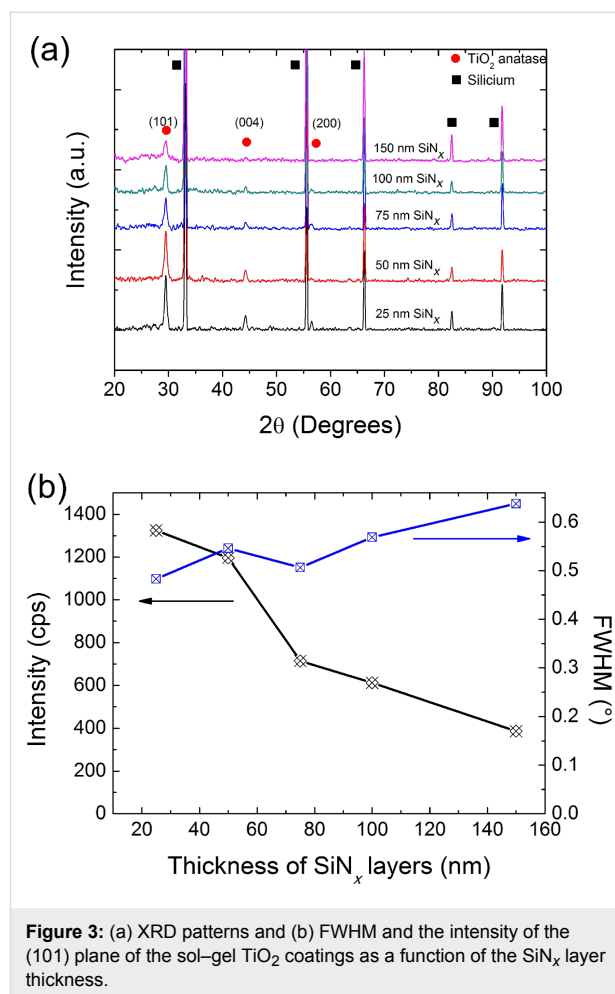 (a)
TiO2 anatase
Silicium
(101)
(004)
(200)
150 nm SiNx
100 nm SiNx
75 nm SiNx
50 nm SiNx
25 nm SiNx
Intensity (a.u.)
20 30 40 50 60 70 80 90 100
2θ (Degrees)
(b)
1400
1200
1000
800
600
400
200
0
Intensity (cps)
0.6
0.5
0.4
0.3
0.2
0.1
0.0
FWHM (°)
20 40 60 80 100 120 140 160
Thickness of SiNx layers (nm)
Figure 3: (a) XRD patterns and (b) FWHM and the intensity of the
(101) plane of the sol–gel TiO2 coatings as a function of the SiNx layer
thickness.